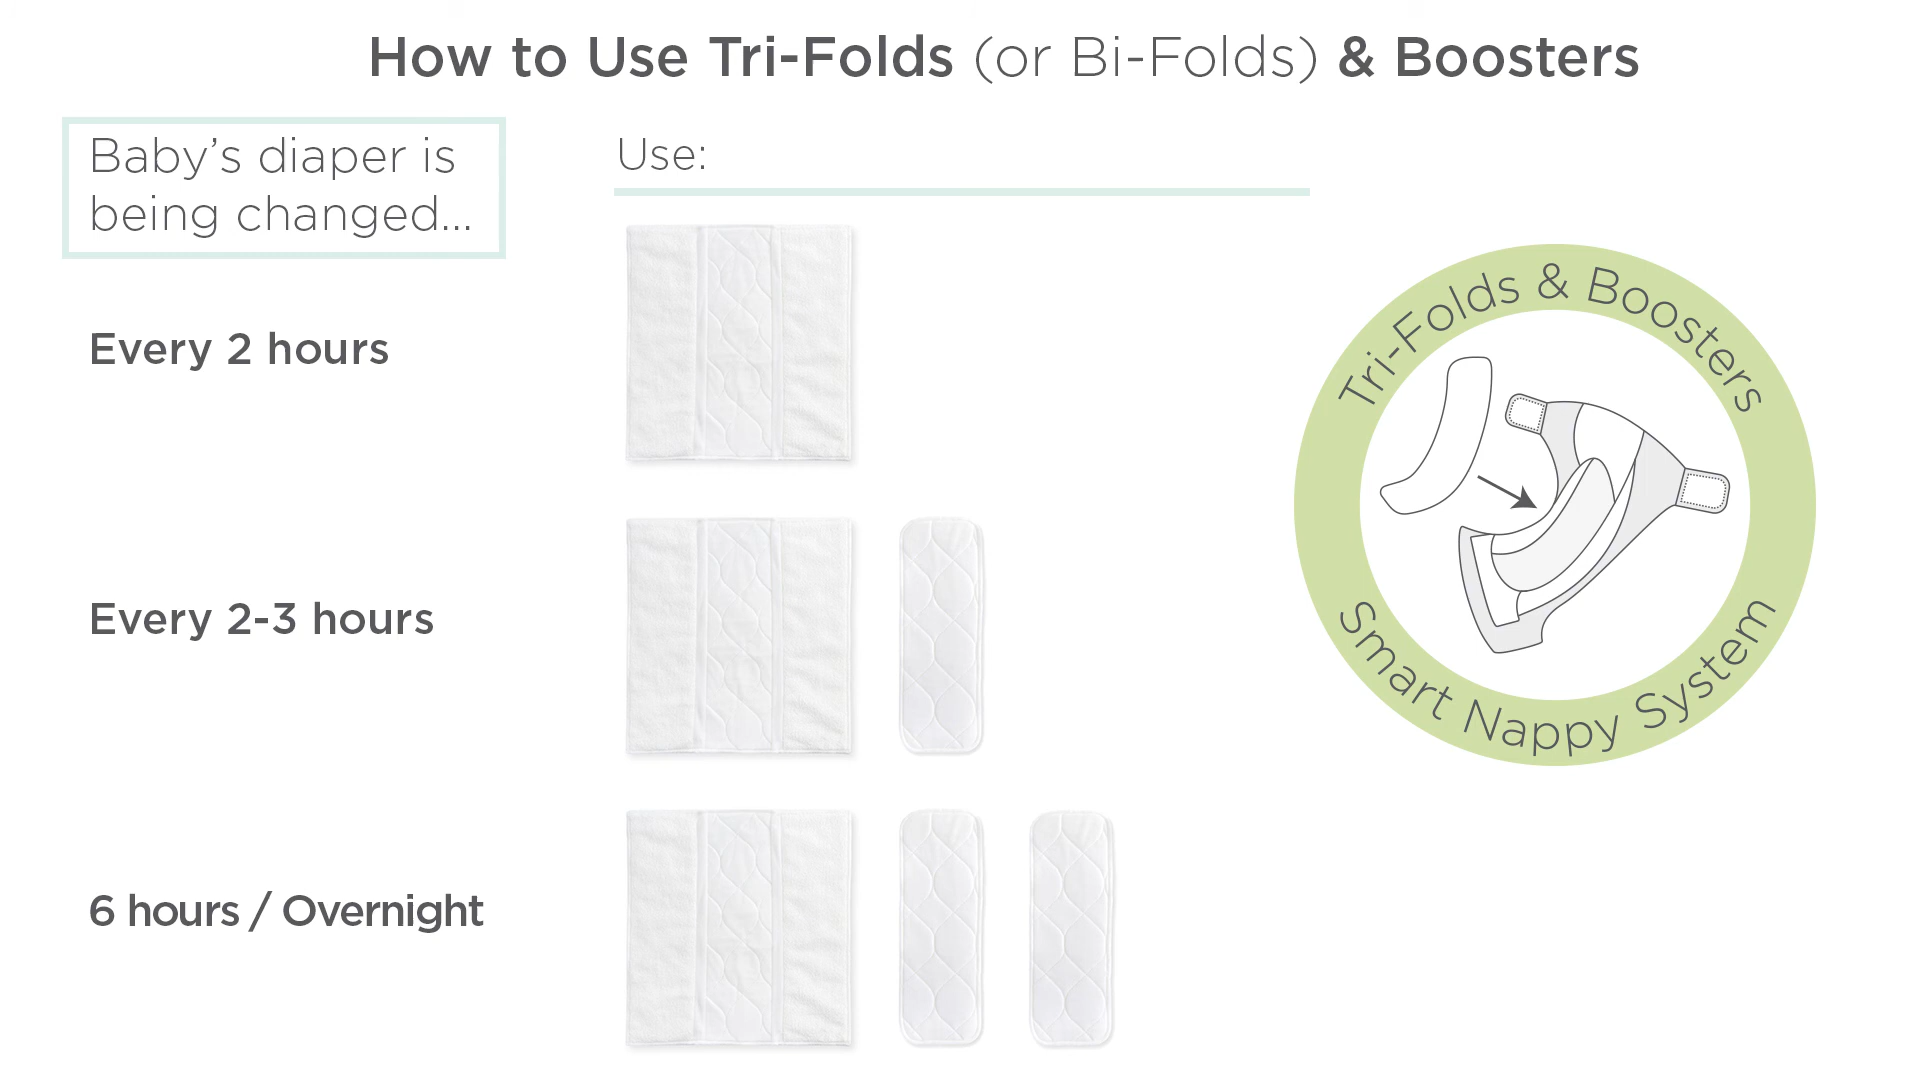 How to Use Tri-Folds (or Bi-Folds) & Boosters
Baby’s diaper is
being changed...
Use:
Every 2 hours
Every 2-3 hours
6 hours / Overnight
Tri-Folds & Boosters
Smart Nappy System